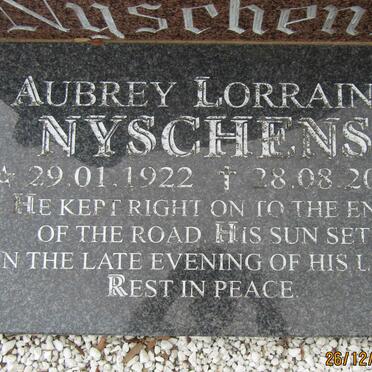 Nyschen
AUBREY LORRAIN
NYSCHENS
29.01.1922 † 28.08.20
HE KEPT RIGHT ON TO THE EN
OF THE ROAD. HIS SUN SET
N THE LATE EVENING OF HIS L
REST IN PEACE.
26/12/